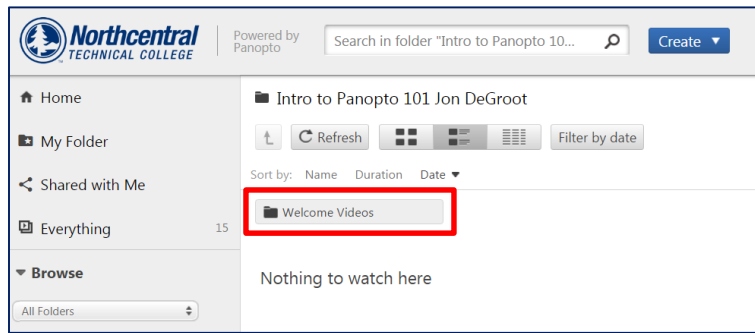 Northcentral
TECHNICAL COLLEGE
Powered by
Panopto
Search in folder "Intro to Panopto 10...
Create
Home
My Folder
Shared with Me
Everything 15
Browse
All Folders
Intro to Panopto 101 Jon DeGroot
Refresh
Filter by date
Sort by: Name Duration Date
Welcome Videos
Nothing to watch here